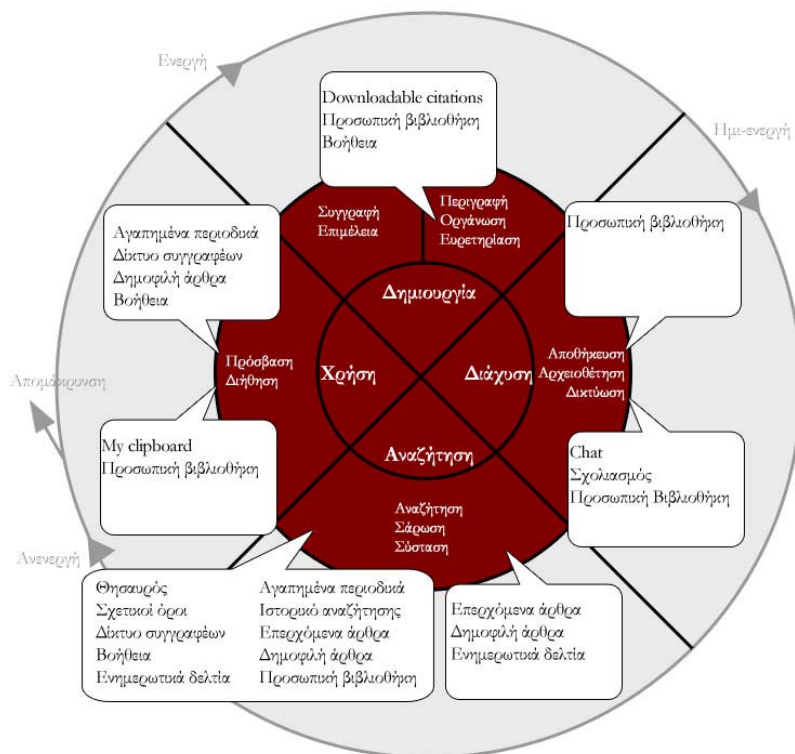 Ενεργή
Ημι-ενεργή
Downloadable citations
Προσωπική βιβλιοθήκη
Βοήθεια
Συγγραφή
Επιμέλεια
Περιγραφή
Οργάνωση
Ευρετηρίαση
Αγαπημένα περιοδικά
Δίκτυο συγγραφέων
Δημοφιλή άρθρα
Βοήθεια
Προσωπική βιβλιοθήκη
Δημιουργία
Πρόσβαση
Διήθηση
Χρήση
Διάχυση
Αποθήκευση
Αρχειοθέτηση
Δικτύωση
Απομάκρυνση
My clipboard
Προσωπική βιβλιοθήκη
Αναζήτηση
Chat
Σχολιασμός
Προσωπική Βιβλιοθήκη
Αναζήτηση
Σάρωση
Σύσταση
Ανενεργή
Θησαυρός
Σχετικοί όροι
Δίκτυο συγγραφέων
Βοήθεια
Ενημερωτικά δελτία
Αγαπημένα περιοδικά
Ιστορικό αναζήτησης
Επερχόμενα άρθρα
Δημοφιλή άρθρα
Προσωπική βιβλιοθήκη
Επερχόμενα άρθρα
Δημοφιλή άρθρα
Ενημερωτικά δελτία